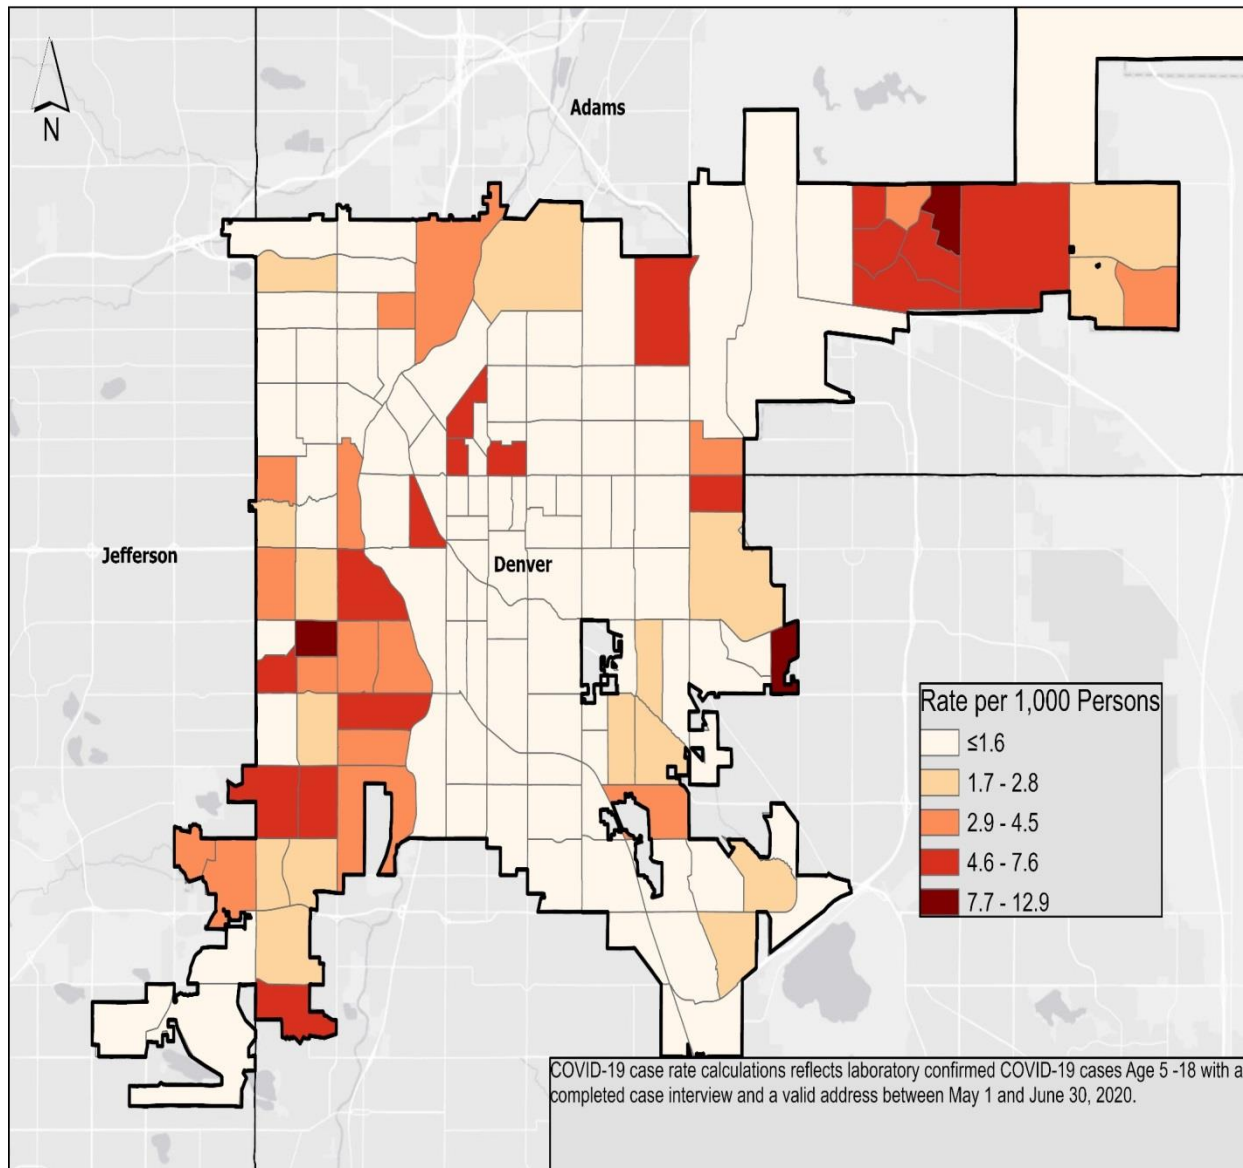 N
Adams
Jefferson
Denver
Rate per 1,000 Persons
≤1.6
1.7 - 2.8
2.9 - 4.5
4.6 - 7.6
7.7 - 12.9
COVID-19 case rate calculations reflects laboratory confirmed COVID-19 cases Age 5 -18 with a
completed case interview and a valid address between May 1 and June 30, 2020.